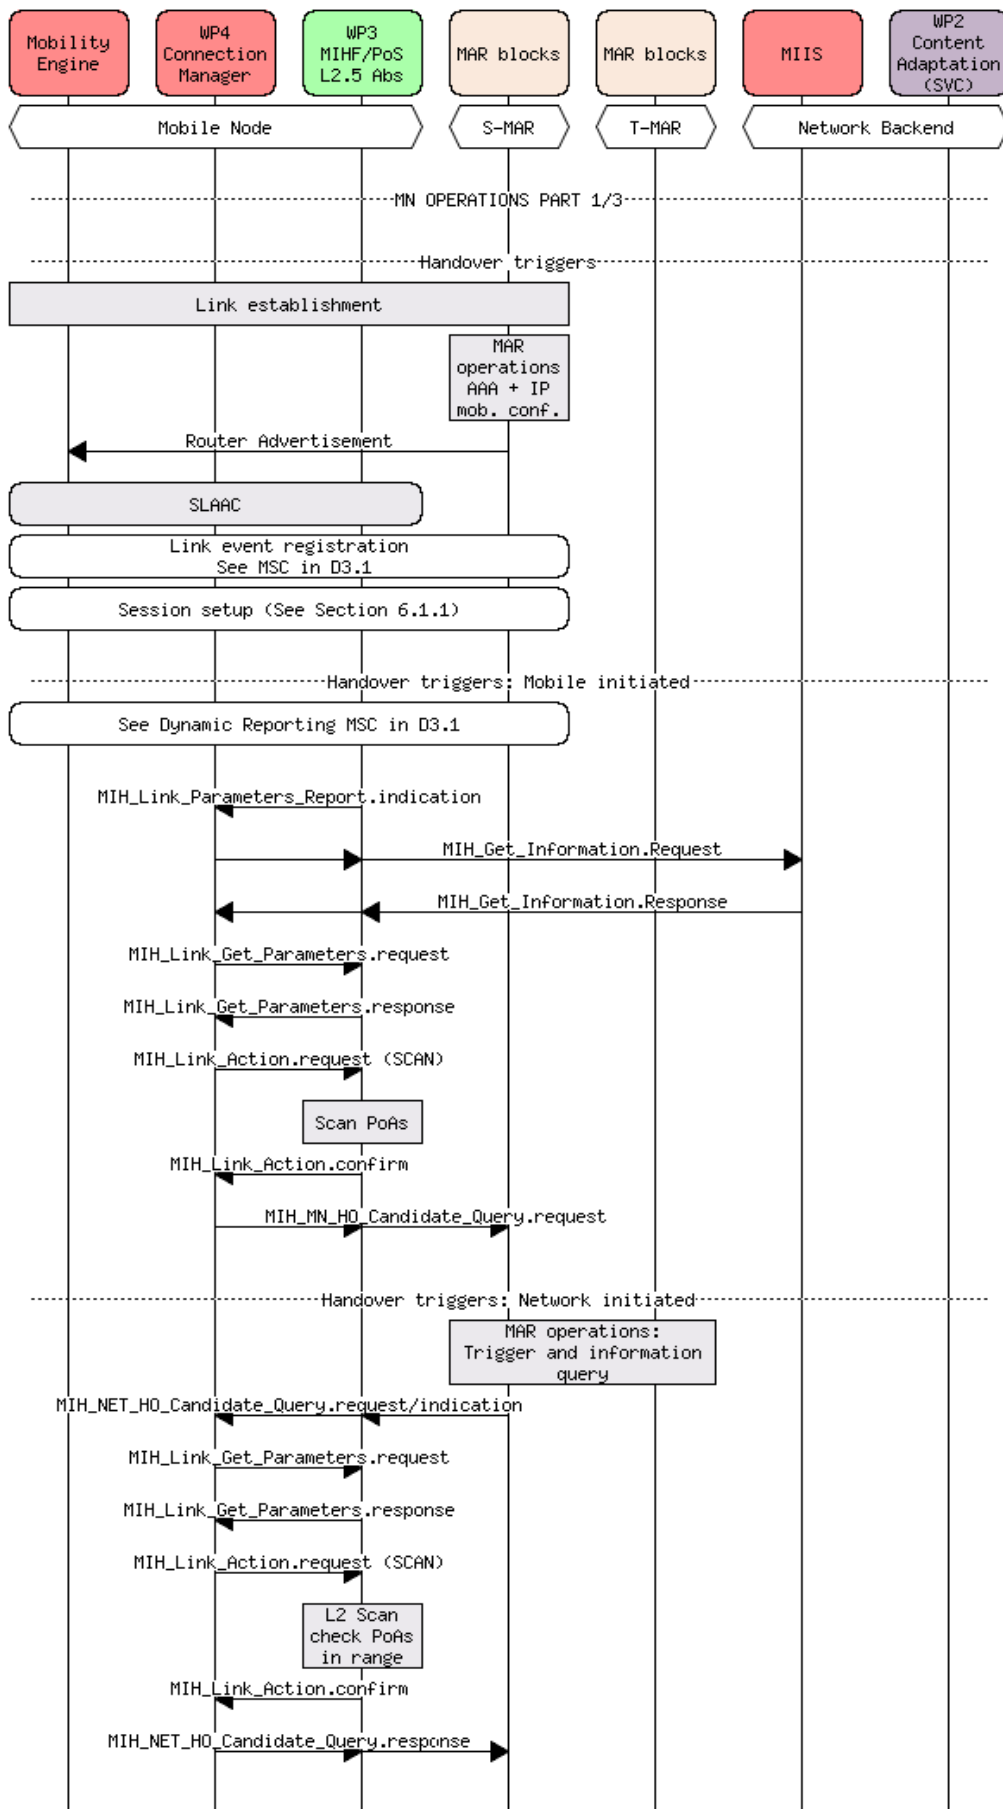 Mobility
Engine
WP4
Connection
Manager
WP3
MIHF/PoS
L2.5 Abs
MAR blocks
MAR blocks
MIIS
WP2
Content
Adaptation
(SVC)
Mobile Node
S-MAR
T-MAR
Network Backend
MN OPERATIONS PART 1/3
Handover triggers
Link establishment
MAR
operations
AAA + IP
mob. conf.
Router Advertisement
SLAAC
Link event registration
See MSC in D3.1
Session setup (See Section 6.1.1)
Handover triggers: Mobile initiated
See Dynamic Reporting MSC in D3.1
MIH_Link_Parameters_Report.indication
MIH_Get_Information.Request
MIH_Get_Information.Response
MIH_Link_Get_Parameters.request
MIH_Link_Get_Parameters.response
MIH_Link_Action.request (SCAN)
Scan PoAs
MIH_Link_Action.confirm
MIH_MN_HO_Candidate_Query.request
Handover triggers: Network initiated
MAR operations:
Trigger and information
query
MIH_NET_HO_Candidate_Query.request/indication
MIH_Link_Get_Parameters.request
MIH_Link_Get_Parameters.response
MIH_Link_Action.request (SCAN)
L2 Scan
check PoAs
in range
MIH_Link_Action.confirm
MIH_NET_HO_Candidate_Query.response